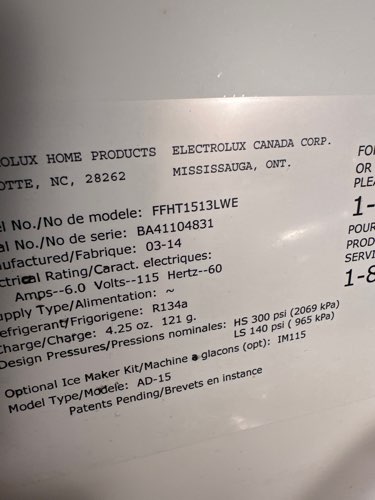 OLUX HOME PRODUCTS ELECTROLUX CANADA CORP.
OTTE, NC, 28262 MISSISSAUGA, ONT.
el No./No de modele: FFHT1513LWE
al No./No de serie: BA41104831
nufactured/Fabrique: 03-14
ctrical Rating/Caract. electriques:
Amps--6.0 Volts--115 Hertz--60
upply Type/Alimentation: ~
efrigerant/Frigorigene: R134a
Charge/Charge: 4.25 oz. 121 g.
Design Pressures/Pressions nominales: HS 300 psi (2069 kPa)
LS 140 psi ( 965 kPa)
Optional Ice Maker Kit/Machine a glacons (opt): IM115
Model Type/Modele: AD-15
Patents Pending/Brevets en instance
FO
OR
PLE
1-
POUR
PROD
SERVI
1-8